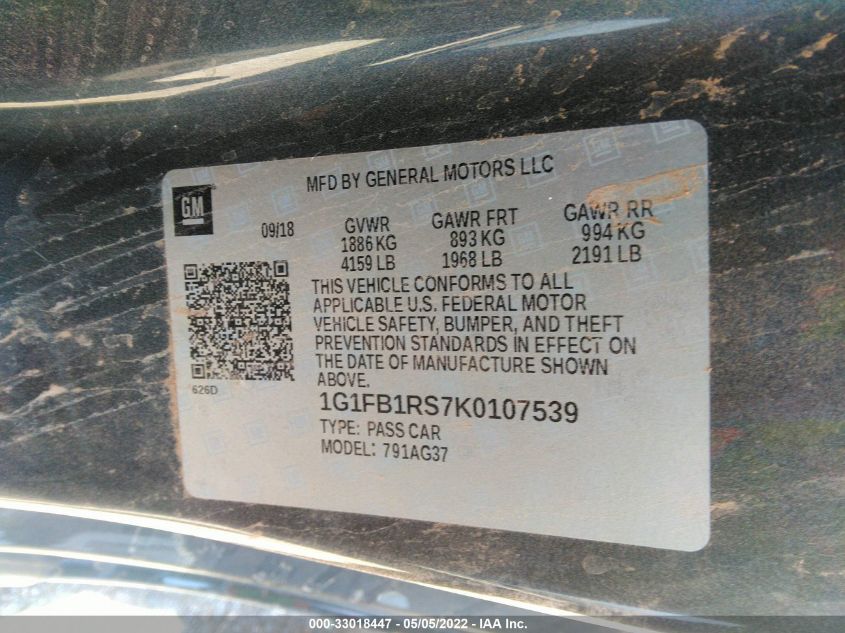 MFD BY GENERAL MOTORS LLC
GM
09/18 GVWR GAWR FRT GAWR RR
1886 KG 893 KG 994 KG
4159 LB 1968 LB 2191 LB
THIS VEHICLE CONFORMS TO ALL
APPLICABLE U.S. FEDERAL MOTOR
VEHICLE SAFETY, BUMPER, AND THEFT
PREVENTION STANDARDS IN EFFECT ON
THE DATE OF MANUFACTURE SHOWN
ABOVE.
626D
1G1FB1RS7K0107539
TYPE: PASS CAR
MODEL: 791AG37
000-33018447 - 05/05/2022 - IAA Inc.